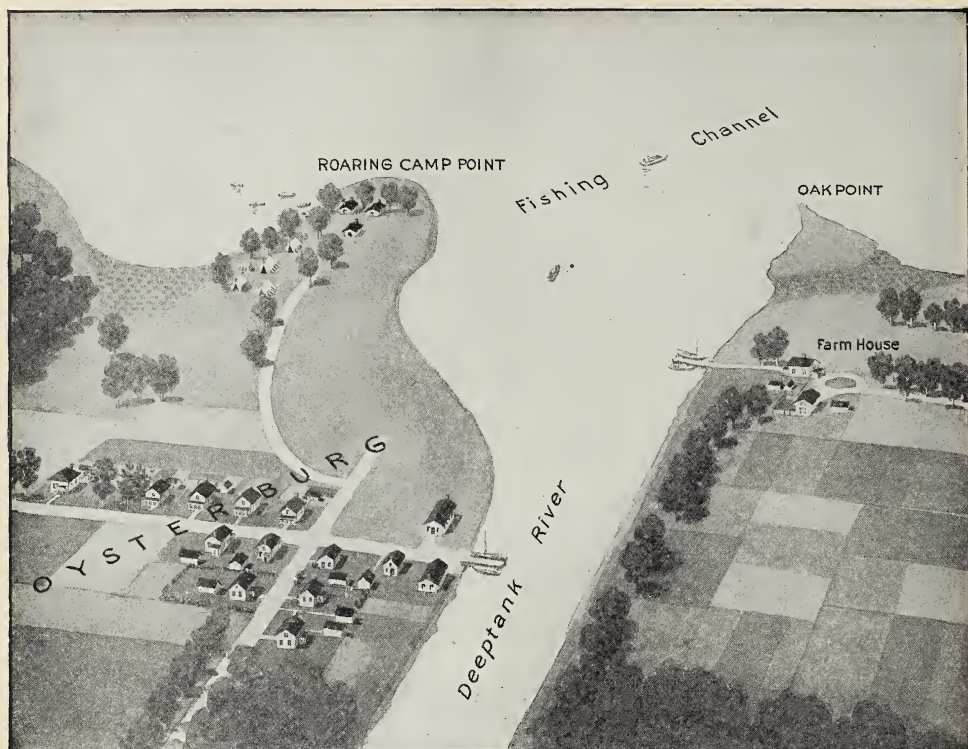 Fishing Channel
ROARING CAMP POINT
OAK POINT
Farm House
OYSTERBURG
Deeptank River